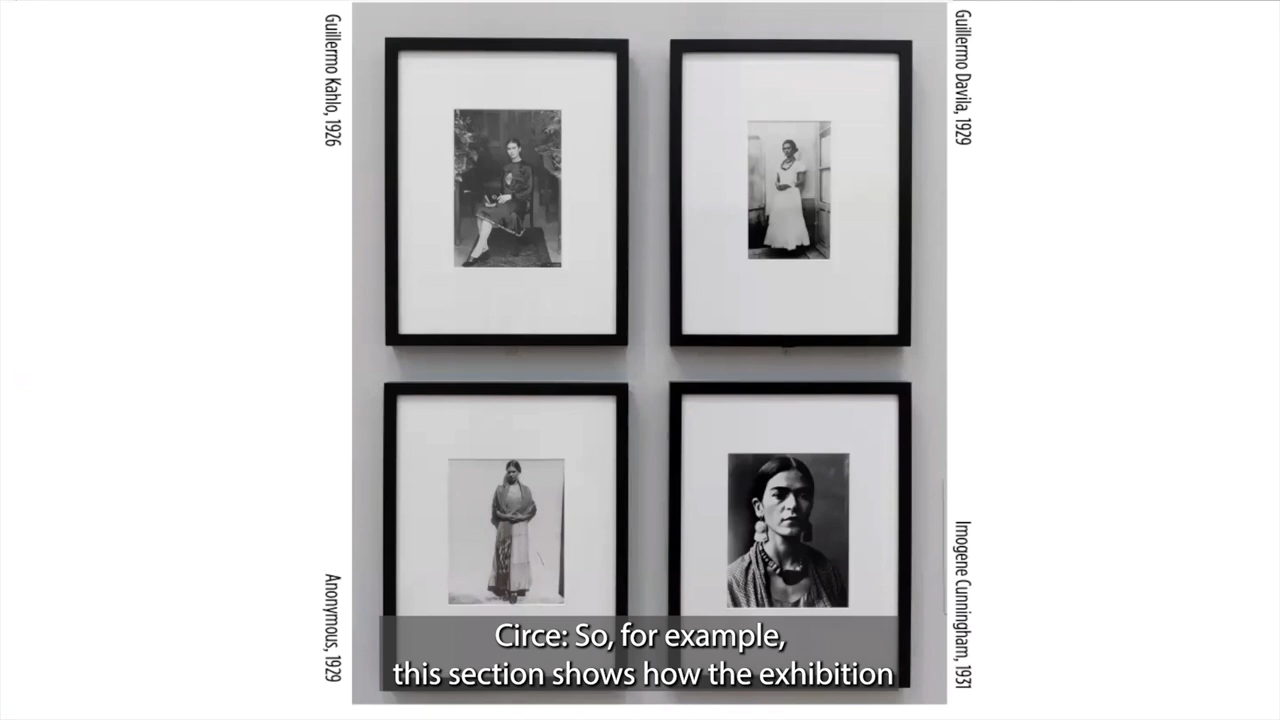 Guillermo Kahlo, 1926
Guillermo Davila, 1929
Anonymous, 1929
Imogene Cunningham, 1931
Circe: So, for example,
this section shows how the exhibition